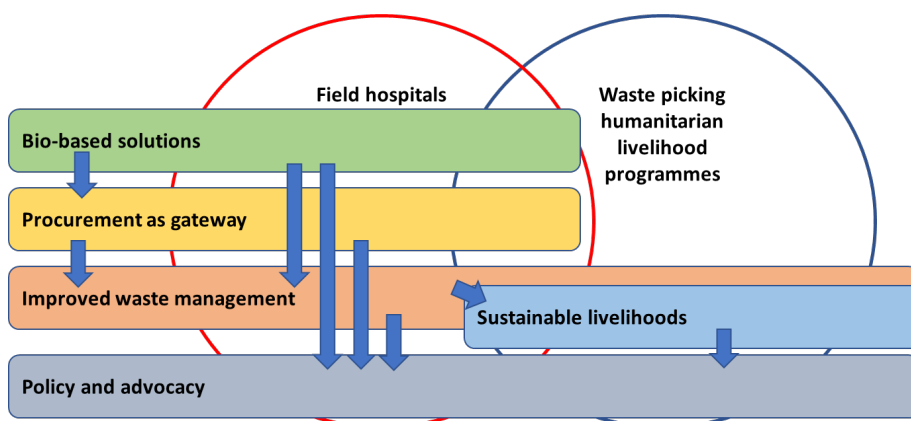 Field hospitals
Waste picking
humanitarian
livelihood
programmes
Bio-based solutions
Procurement as gateway
Improved waste management
Sustainable livelihoods
Policy and advocacy